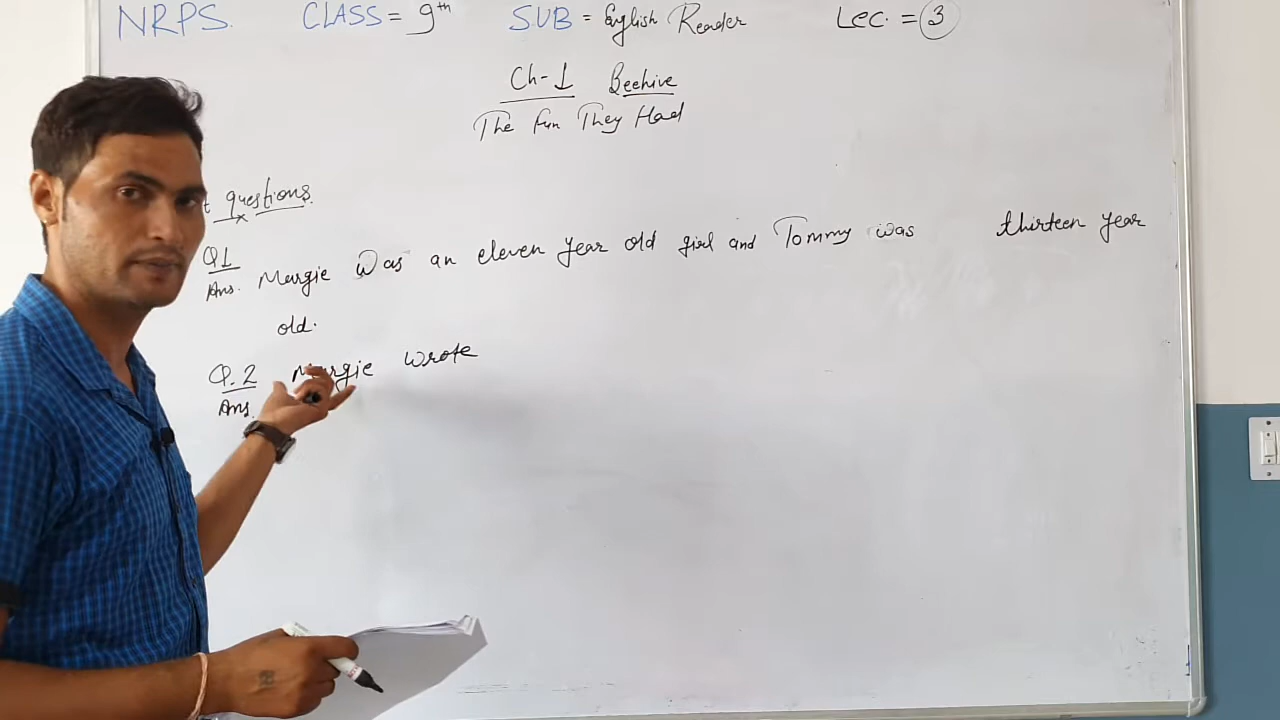 NRPS. CLASS = 9th SUB = English Reader Lec. = 3
Ch-1 Beehive
The Fun They Had
t questions.
Q1
Ans. Margie was an eleven year old girl and Tommy was thirteen year
old.
Q.2 Margie wrote
Ans.